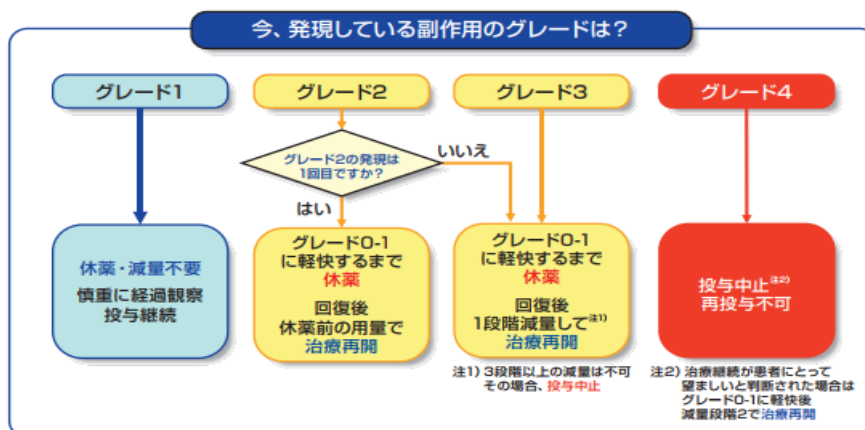 今、発現している副作用のグレードは？
グレード1
グレード2
グレード3
グレード4
グレード2の発現は
1回目ですか？
いいえ
はい
休薬・減量不要
慎重に経過観察
投与継続
グレード0-1
に軽快するまで
休薬
回復後
休薬前の用量で
治療再開
グレード0-1
に軽快するまで
休薬
回復後
1段階減量して注1)
治療再開
投与中止注2)
再投与不可
注1）3段階以上の減量は不可
その場合、投与中止
注2）治療継続が患者にとって
望ましいと判断された場合は
グレード0-1に軽快後
減量段階2で治療再開